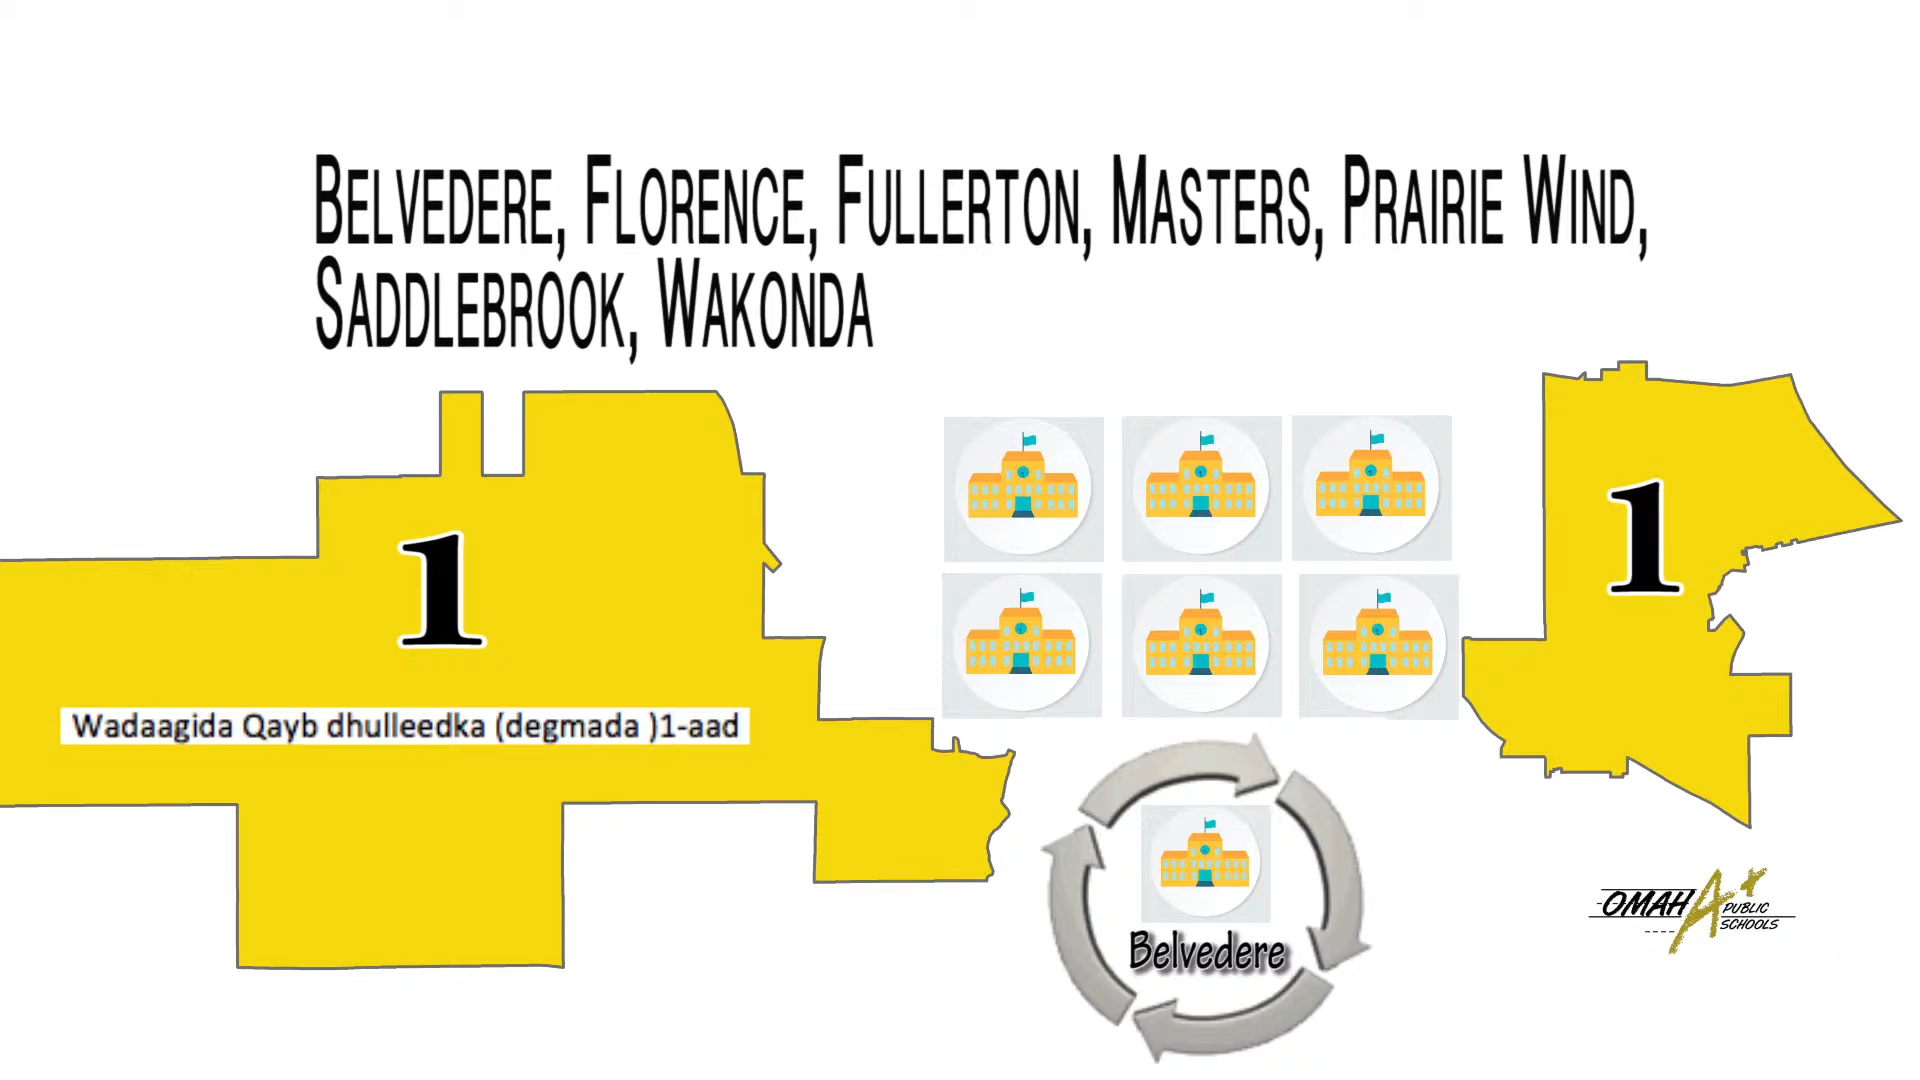 BELVEDERE, FLORENCE, FULLERTON, MASTERS, PRAIRIE WIND,
SADDLEBROOK, WAKONDA
1
1
Wadaagida Qayb dhulleedka (degmada )1-aad
Belvedere
OMAHA+ PUBLIC
SCHOOLS